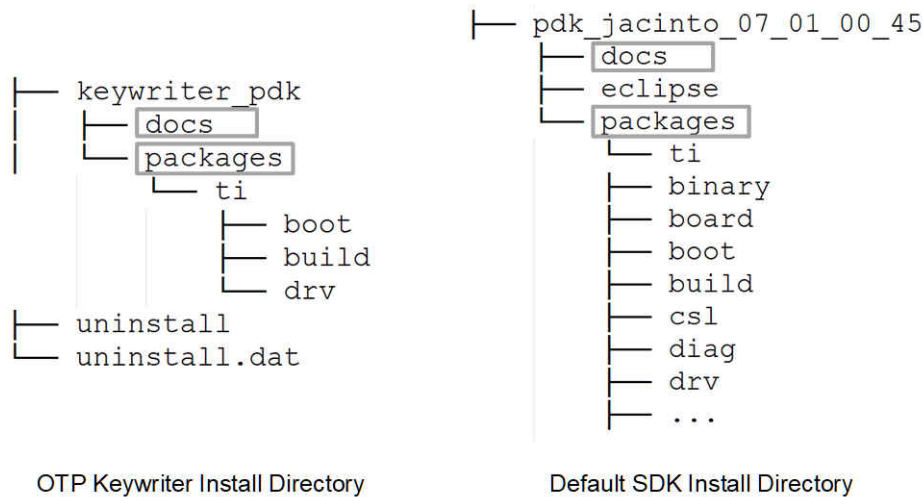 keywriter_pdk
docs
packages
ti
boot
build
drv
uninstall
uninstall.dat
OTP Keywriter Install Directory
pdk_jacinto_07_01_00_45
docs
eclipse
packages
ti
binary
board
boot
build
csl
diag
drv
...
Default SDK Install Directory